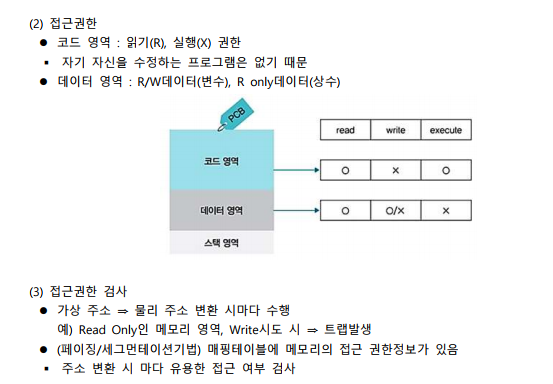 (2) 접근권한
● 코드 영역 : 읽기(R), 실행(X) 권한
▪ 자기 자신을 수정하는 프로그램은 없기 때문
● 데이터 영역 : R/W데이터(변수), R only데이터(상수)
PCB
read write execute
코드 영역 O X O
데이터 영역 O O/X X
스택 영역
(3) 접근권한 검사
● 가상 주소 ⇒ 물리 주소 변환 시마다 수행
예) Read Only인 메모리 영역, Write시도 시 ⇒ 트랩발생
● (페이징/세그먼테이션기법) 매핑테이블에 메모리의 접근 권한정보가 있음
▪ 주소 변환 시 마다 유용한 접근 여부 검사